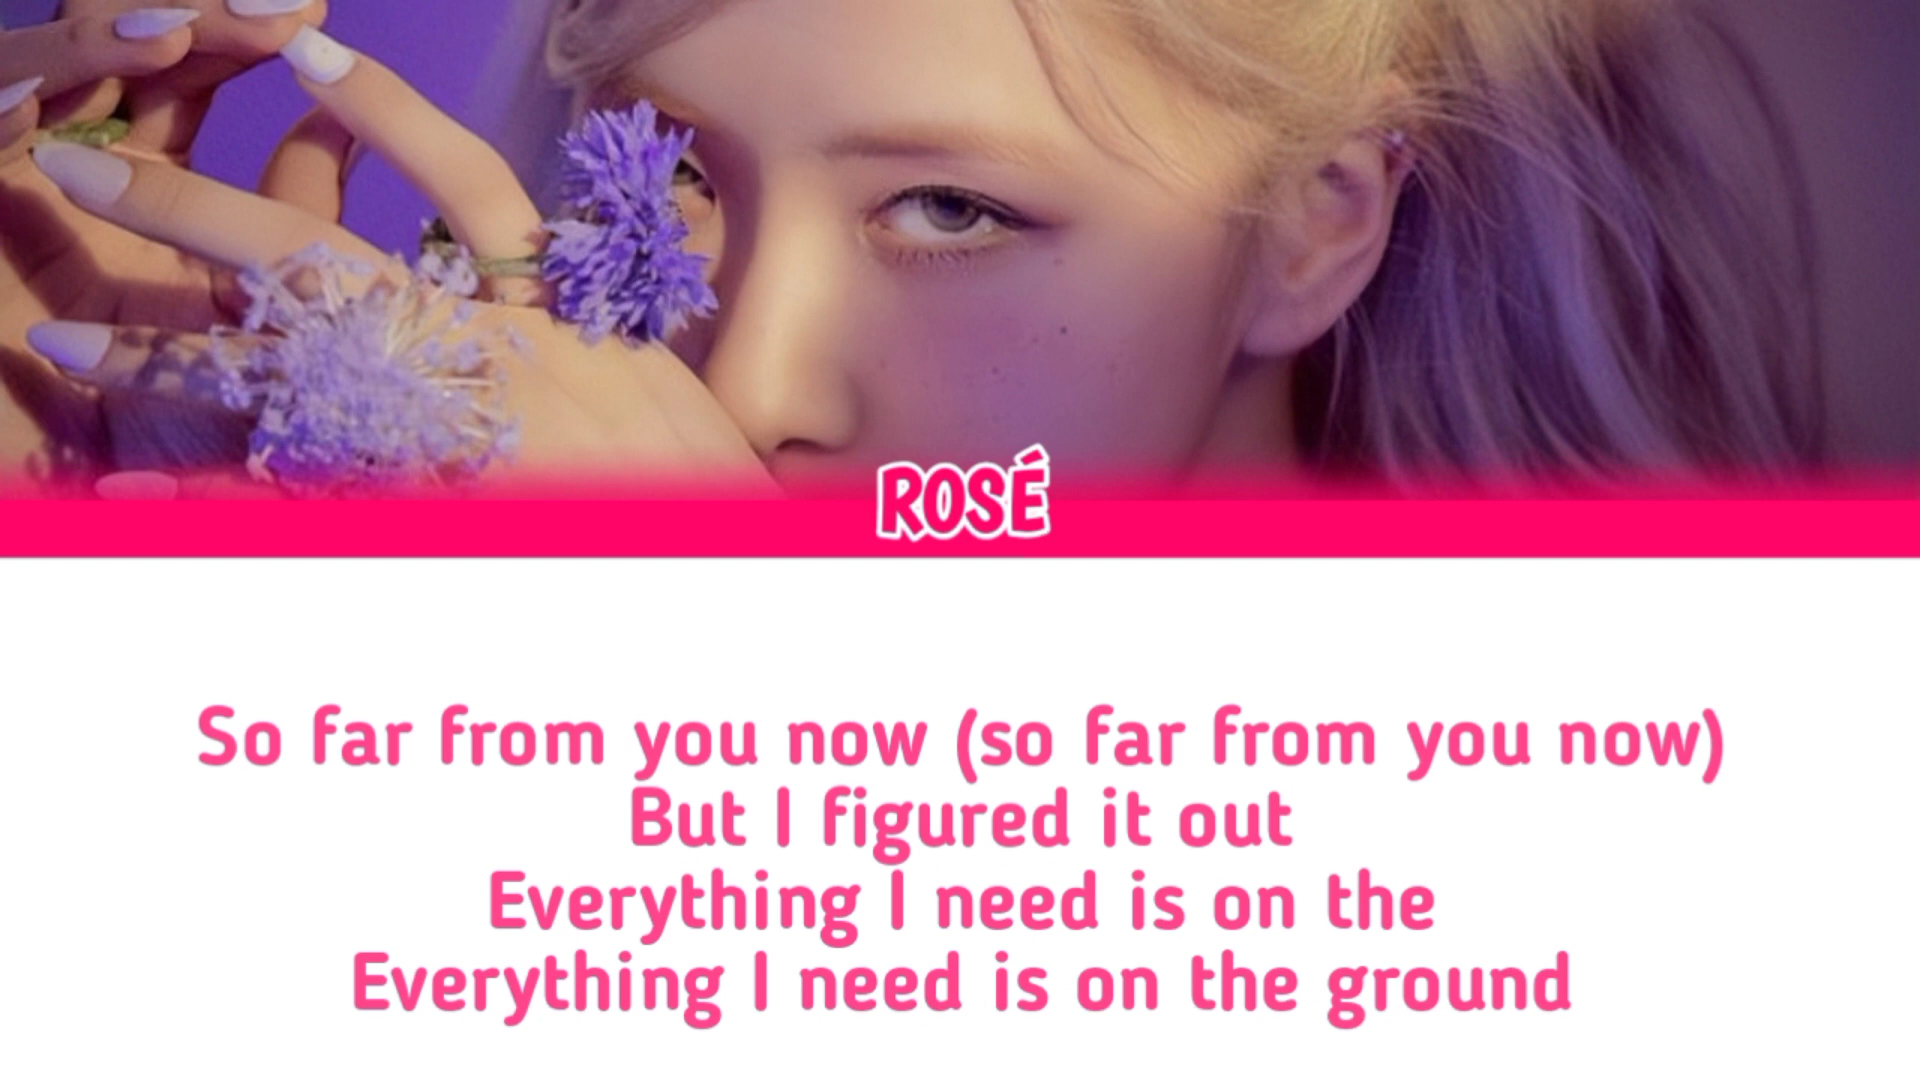 ROSÉ
So far from you now (so far from you now)
But I figured it out
Everything I need is on the
Everything I need is on the ground